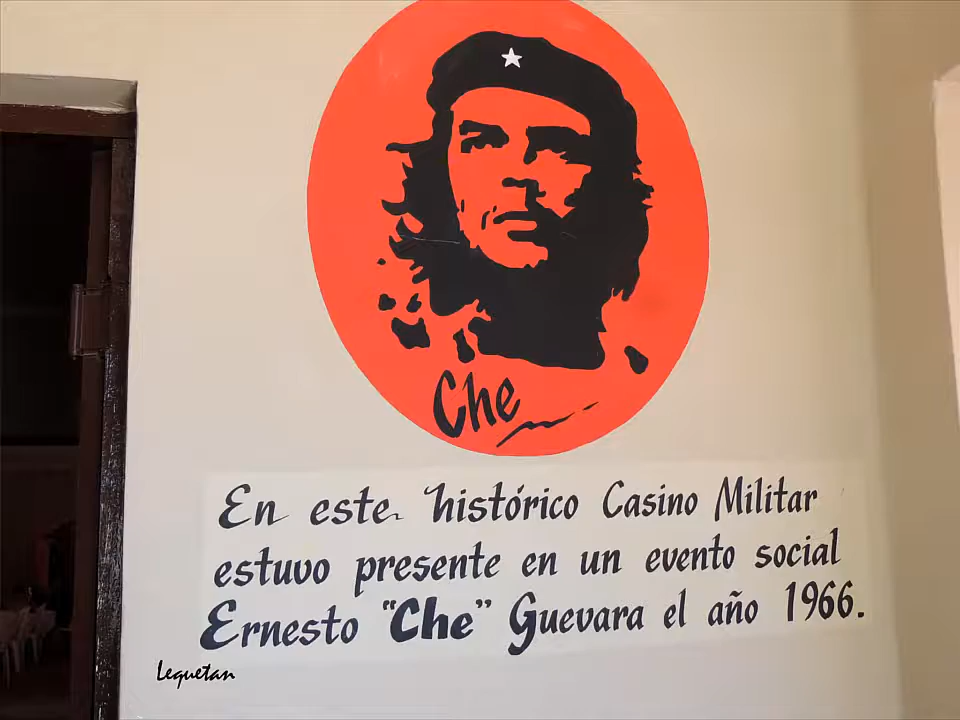 Che
En este histórico Casino Militar
estuvo presente en un evento social
Ernesto "Che" Guevara el año 1966.
Lequetan